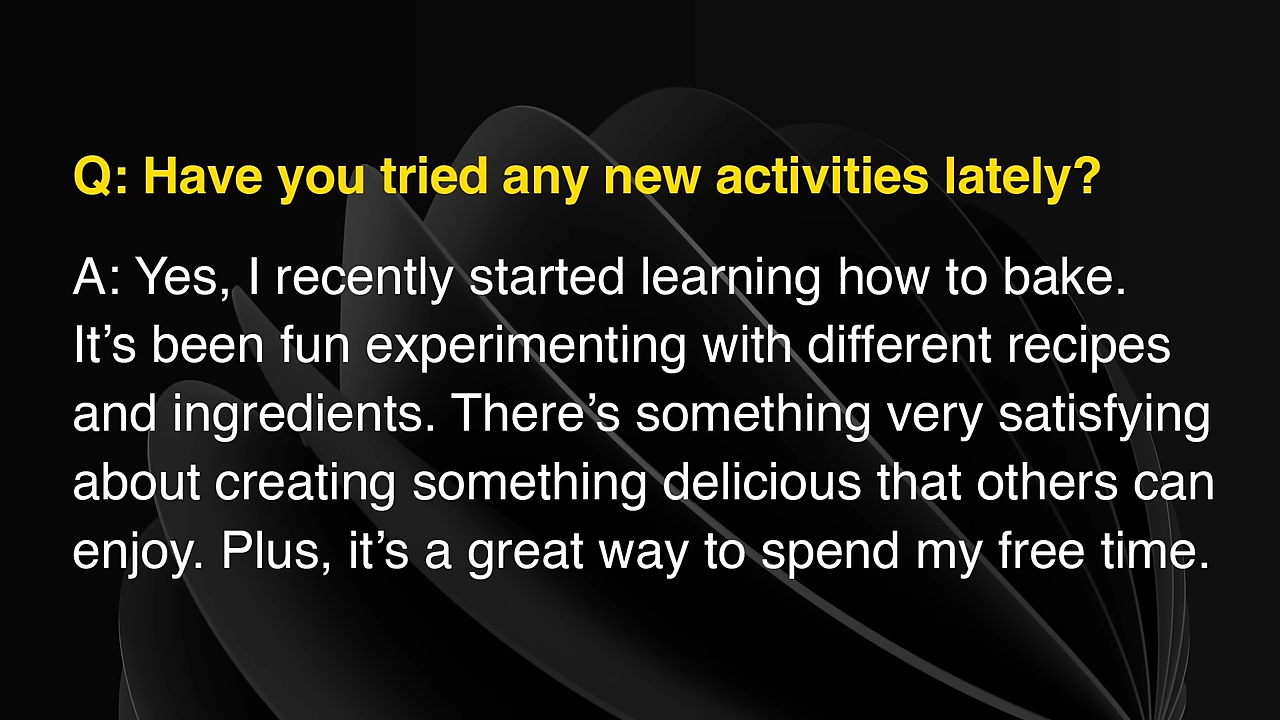 Q: Have you tried any new activities lately?
A: Yes, I recently started learning how to bake.
It’s been fun experimenting with different recipes
and ingredients. There’s something very satisfying
about creating something delicious that others can
enjoy. Plus, it’s a great way to spend my free time.